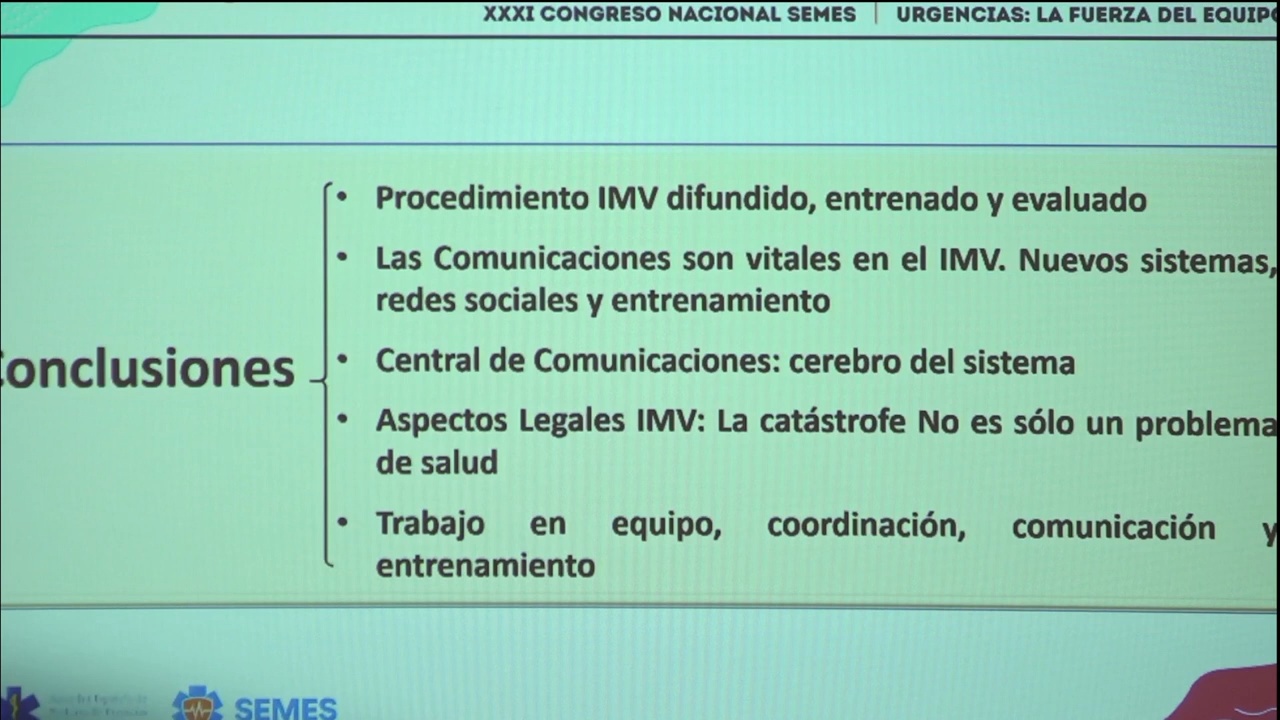 XXXI CONGRESO NACIONAL SEMES | URGENCIAS: LA FUERZA DEL EQUIPO
• Procedimiento IMV difundido, entrenado y evaluado
• Las Comunicaciones son vitales en el IMV. Nuevos sistemas,
redes sociales y entrenamiento
Conclusiones
• Central de Comunicaciones: cerebro del sistema
• Aspectos Legales IMV: La catástrofe No es sólo un problema
de salud
• Trabajo en equipo, coordinación, comunicación y
entrenamiento
SEMES